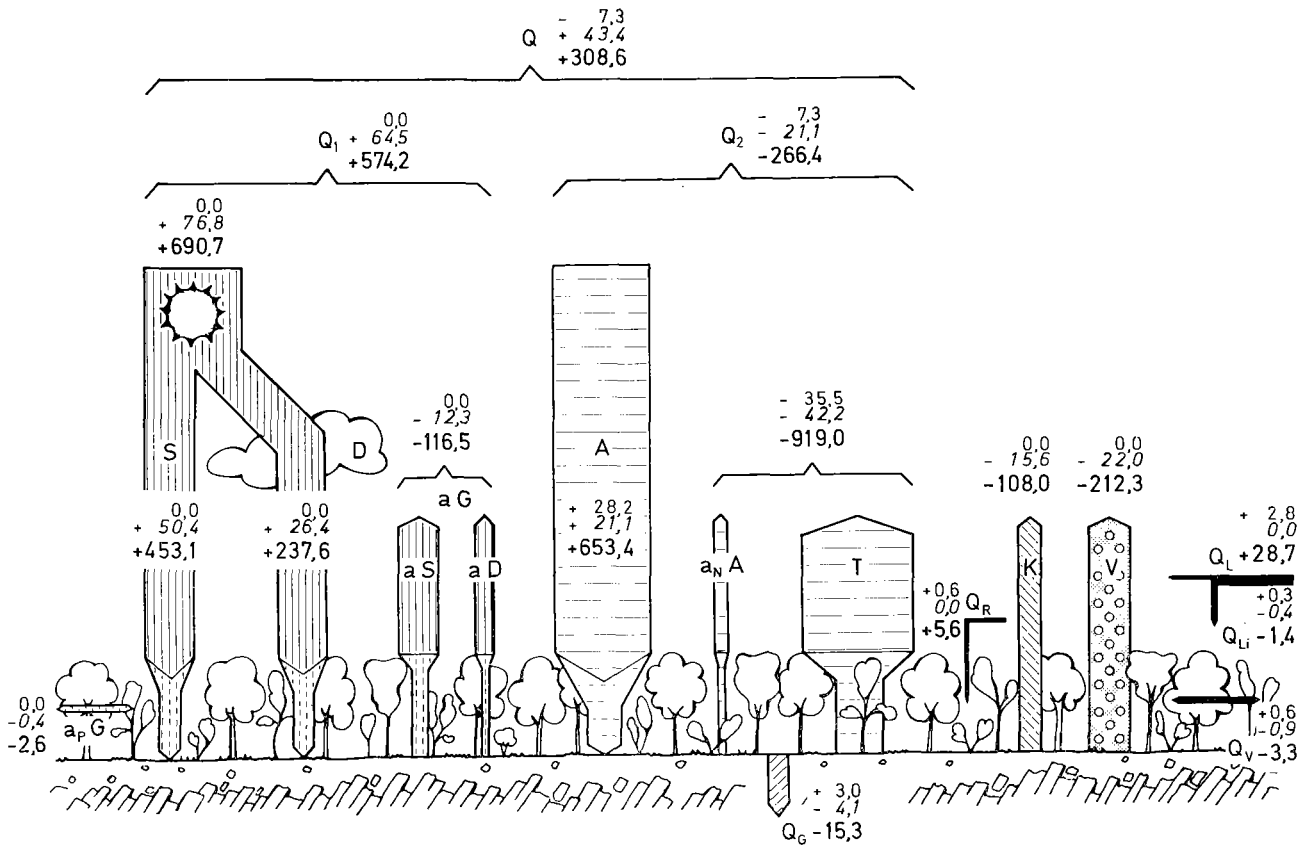 - 7,3
Q + 43,4
+308,6
0,0
Q₁ + 64,5
+574,2
- 7,3
Q₂ - 21,1
-266,4
0,0
+ 76,8
+690,7
S
D
A
0,0
+ 50,4
+453,1
0,0
+ 26,4
+237,6
0,0
- 12,3
-116,5
a G
a S
a D
+ 28,2
+ 21,1
+653,4
- 35,5
- 42,2
-919,0
aN A
T
+0,6
0,0 QR
+5,6
0,0
- 15,6
-108,0
K
0,0
- 22,0
-212,3
V
+ 2,8
0,0
QL +28,7
+0,3
-0,4
QLi -1,4
0,0
-0,4
-2,6
aP G
+0,6
-0,9
QV -3,3
+ 3,0
- 4,1
QG -15,3